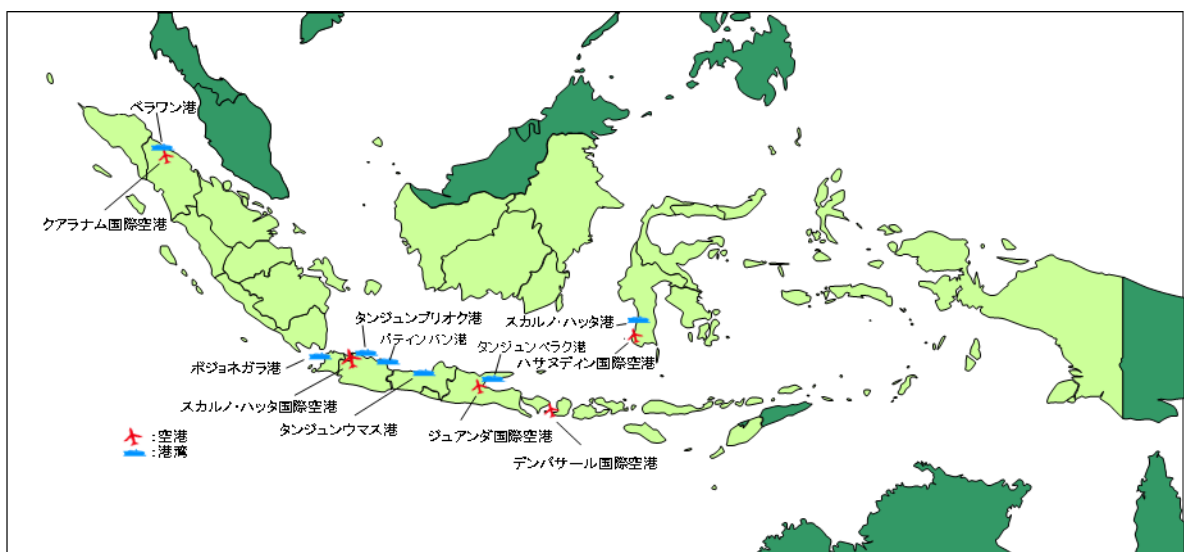 ベラワン港
クアラナム国際空港
タンジュンプリオク港
パティンバン港
スカルノ・ハッタ港
タンジュンペラク港
ハサヌディン国際空港
ボジョネガラ港
スカルノ・ハッタ国際空港
タンジュンウマス港
ジュアンダ国際空港
デンパサール国際空港
:空港
:港湾